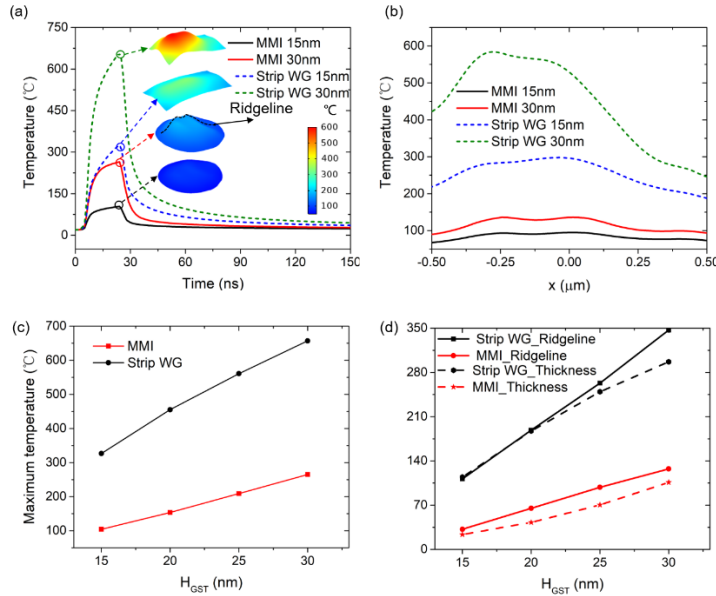 (a)
750
600
450
300
150
0
Temperature (℃)
0 30 60 90 120 150
Time (ns)
MMI 15nm
MMI 30nm
Strip WG 15nm
Strip WG 30nm
Ridgeline
℃
600
500
400
300
200
100
(b)
600
500
400
300
200
100
Temperature (℃)
-0.50 -0.25 0.00 0.25 0.50
x (μm)
MMI 15nm
MMI 30nm
Strip WG 15nm
Strip WG 30nm
(c)
700
600
500
400
300
200
100
Maximum temperature (℃)
15 20 25 30
H_GST (nm)
MMI
Strip WG
(d)
350
280
210
140
70
0
Temperature (℃)
15 20 25 30
H_GST (nm)
Strip WG_Ridgeline
MMI_Ridgeline
Strip WG_Thickness
MMI_Thickness